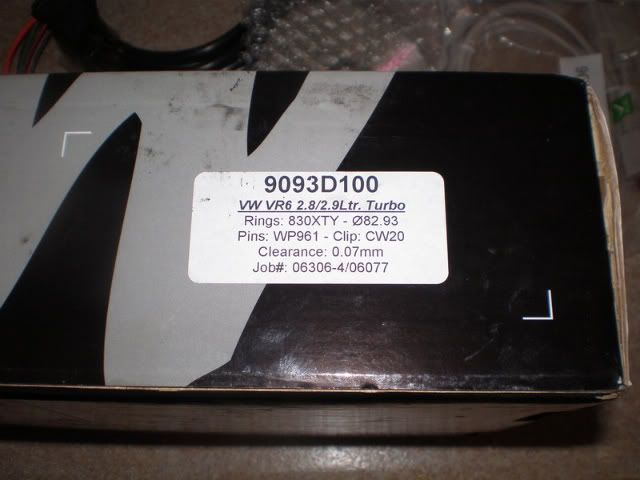 9093D100
VW VR6 2.8/2.9Ltr. Turbo
Rings: 830XTY - Ø82.93
Pins: WP961 - Clip: CW20
Clearance: 0.07mm
Job#: 06306-4/06077